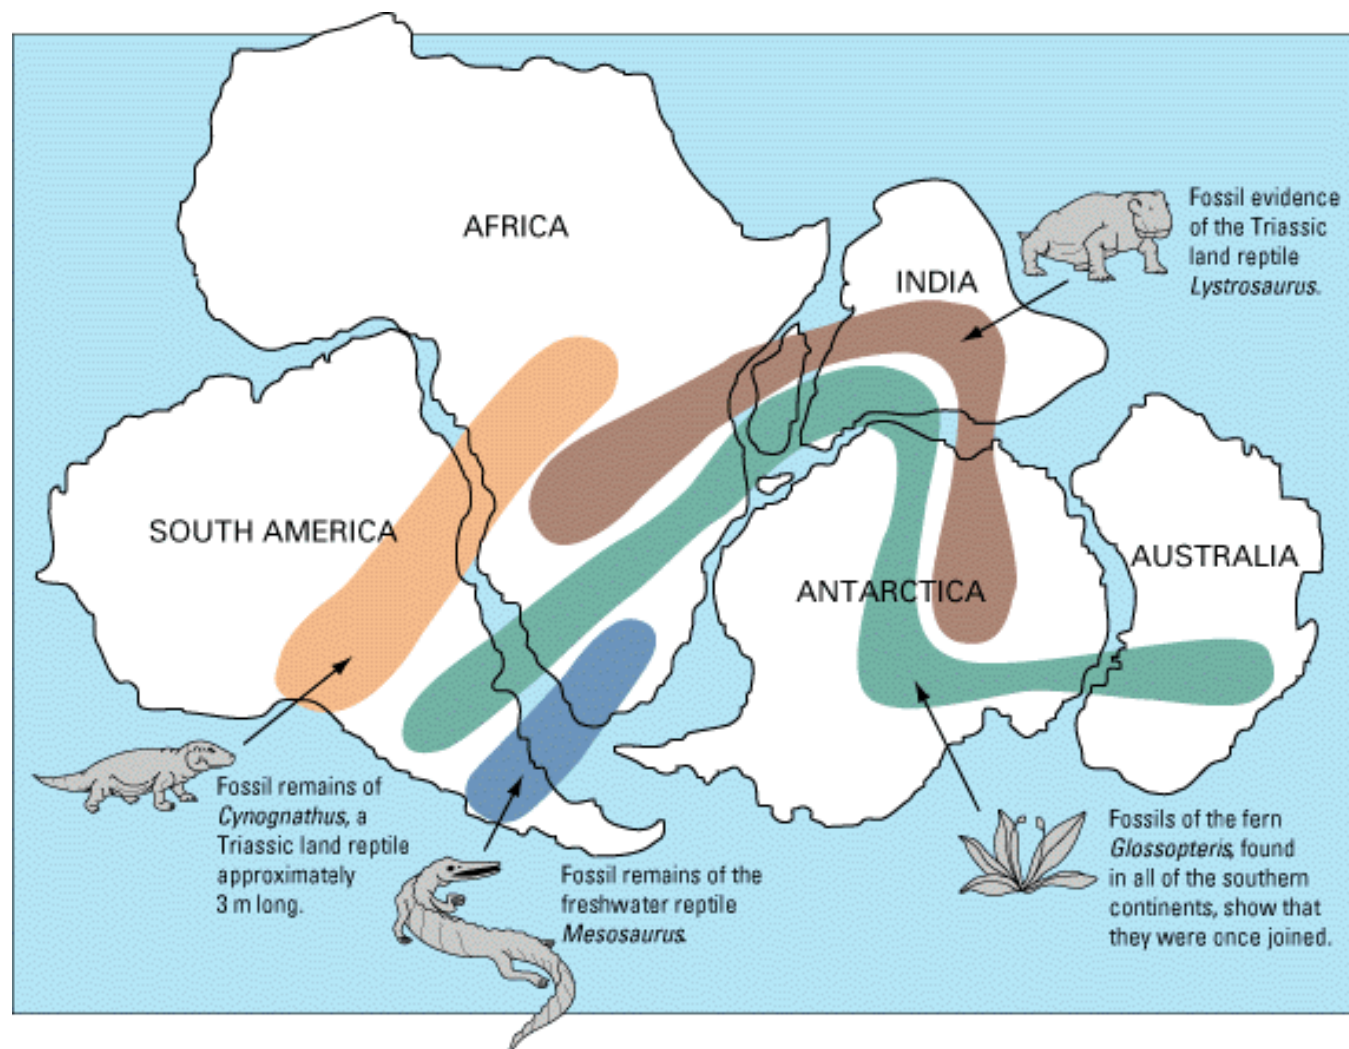 AFRICA
Fossil evidence
of the Triassic
land reptile
Lystrosaurus.
INDIA
SOUTH AMERICA
ANTARCTICA
AUSTRALIA
Fossil remains of
Cynognathus, a
Triassic land reptile
approximately
3 m long.
Fossil remains of the
freshwater reptile
Mesosaurus.
Fossils of the fern
Glossopteris, found
in all of the southern
continents, show that
they were once joined.